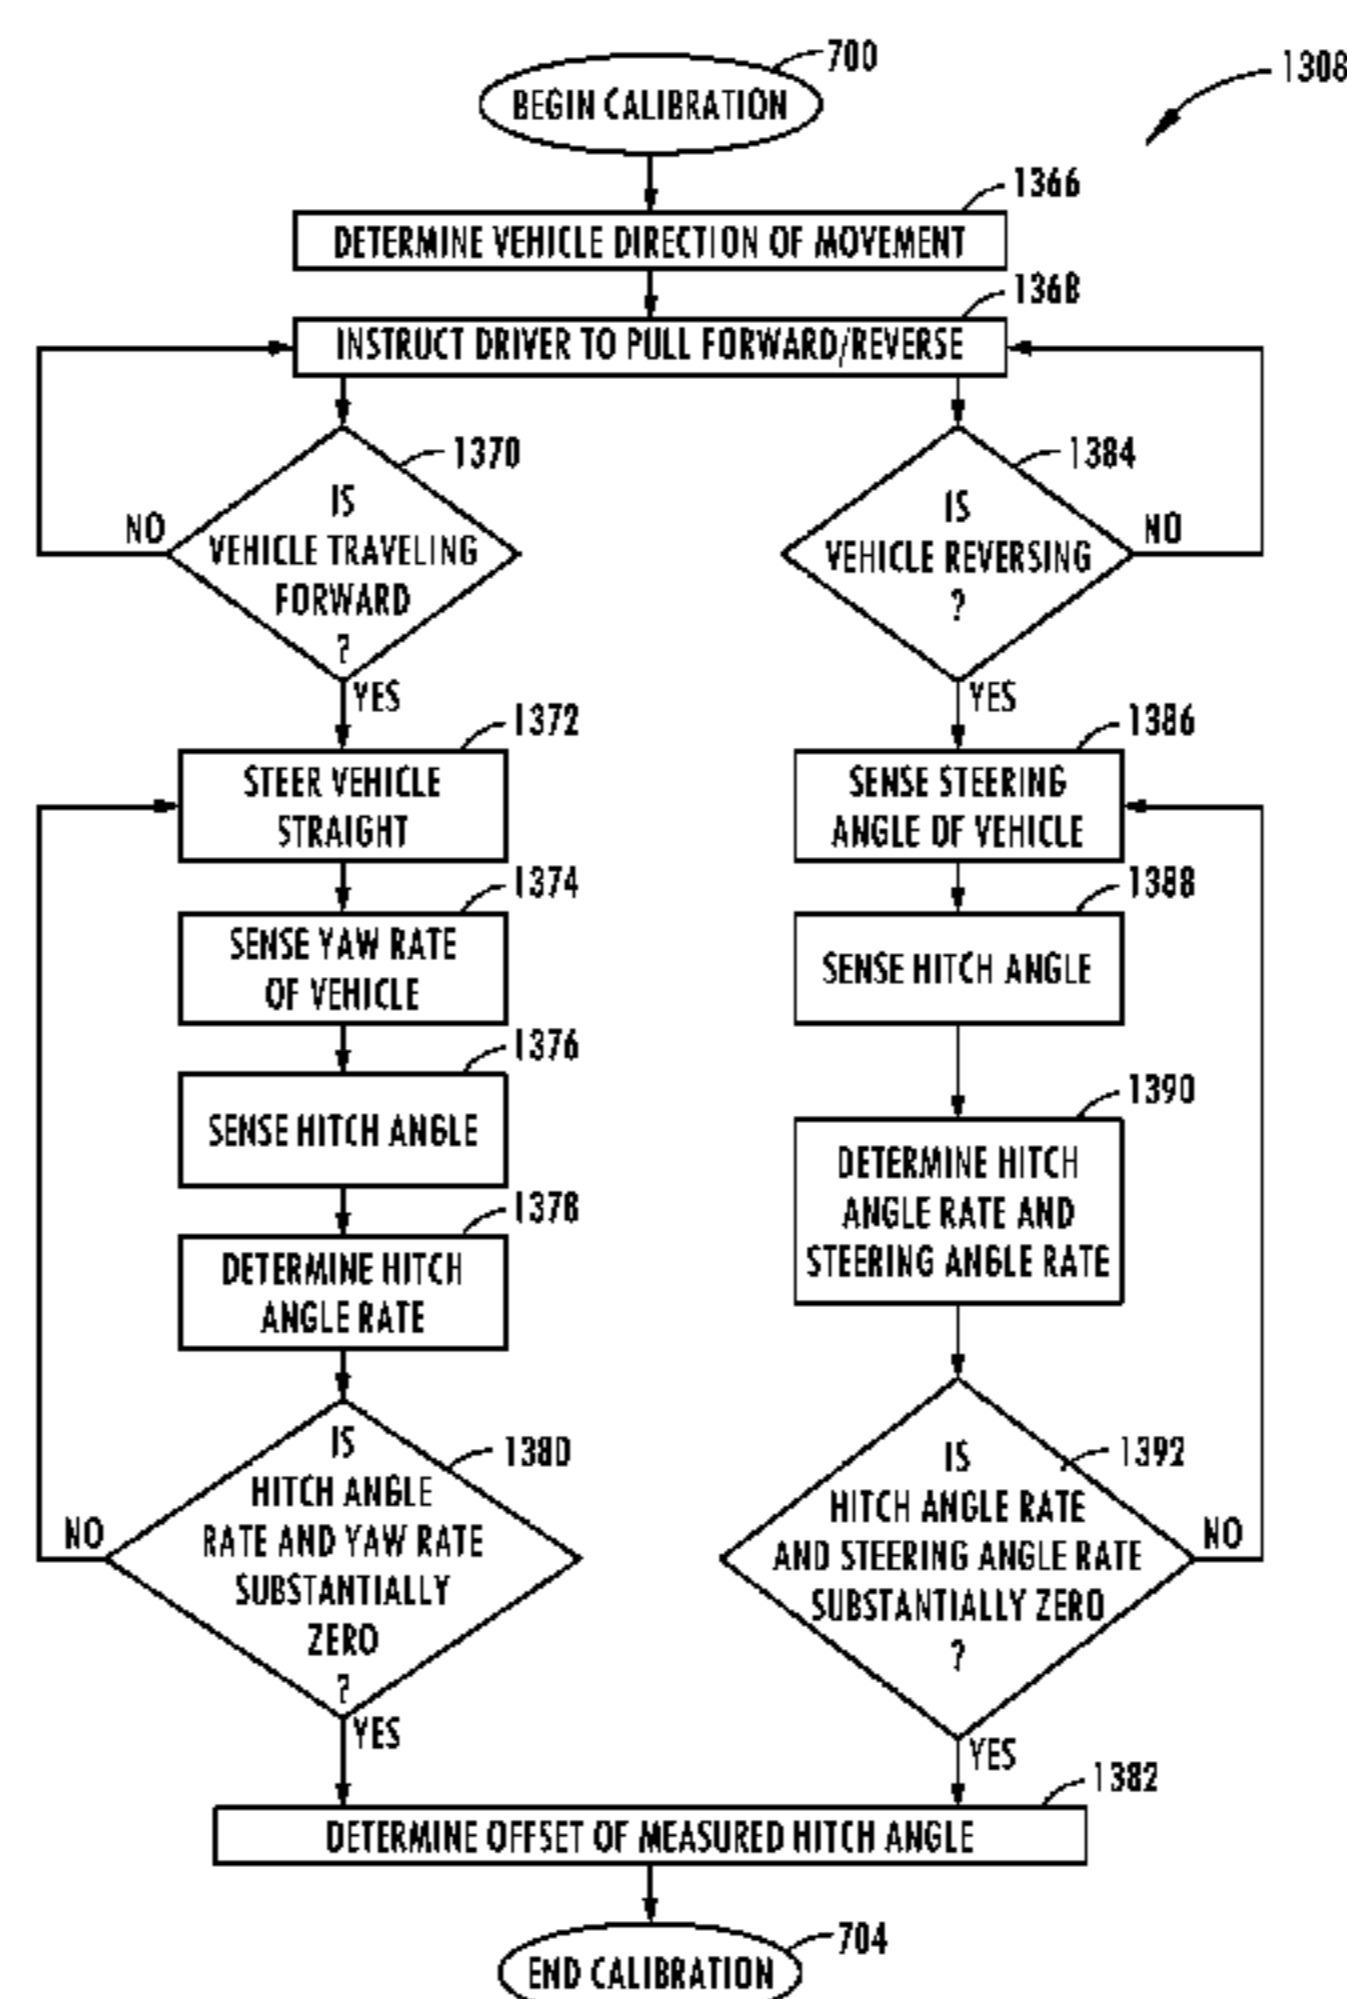 700
1308
BEGIN CALIBRATION
1366
DETERMINE VEHICLE DIRECTION OF MOVEMENT
1368
INSTRUCT DRIVER TO PULL FORWARD/REVERSE
1370
IS
VEHICLE TRAVELING
FORWARD
?
NO
YES
1372
STEER VEHICLE
STRAIGHT
1374
SENSE YAW RATE
OF VEHICLE
1376
SENSE HITCH ANGLE
1378
DETERMINE HITCH
ANGLE RATE
1380
IS
HITCH ANGLE
RATE AND YAW RATE
SUBSTANTIALLY
ZERO
?
NO
YES
1384
IS
VEHICLE REVERSING
?
NO
YES
1386
SENSE STEERING
ANGLE OF VEHICLE
1388
SENSE HITCH ANGLE
1390
DETERMINE HITCH
ANGLE RATE AND
STEERING ANGLE RATE
1392
IS
HITCH ANGLE RATE
AND STEERING ANGLE RATE
SUBSTANTIALLY ZERO
?
NO
YES
1382
DETERMINE OFFSET OF MEASURED HITCH ANGLE
704
END CALIBRATION